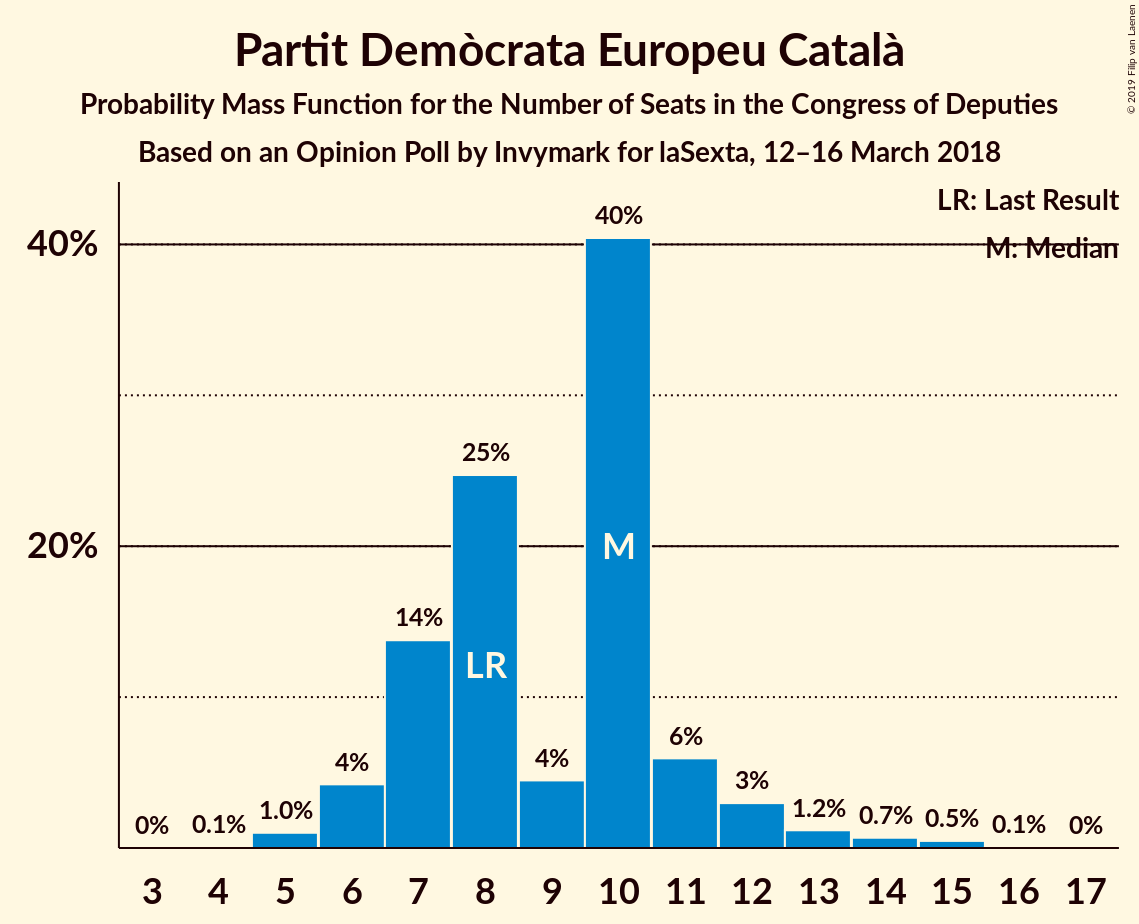 Partit Demòcrata Europeu Català
Probability Mass Function for the Number of Seats in the Congress of Deputies
Based on an Opinion Poll by Invymark for laSexta, 12–16 March 2018
© 2019 Filip van Laenen
LR: Last Result
M: Median
40%
20%
0%
0.1%
1.0%
4%
14%
25%
4%
40%
6%
3%
1.2%
0.7%
0.5%
0.1%
0%
LR
M
3 4 5 6 7 8 9 10 11 12 13 14 15 16 17